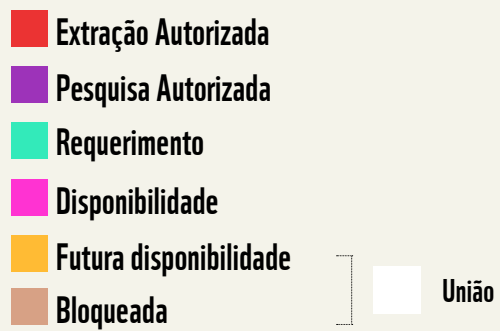 Extração Autorizada
Pesquisa Autorizada
Requerimento
Disponibilidade
Futura disponibilidade
União
Bloqueada